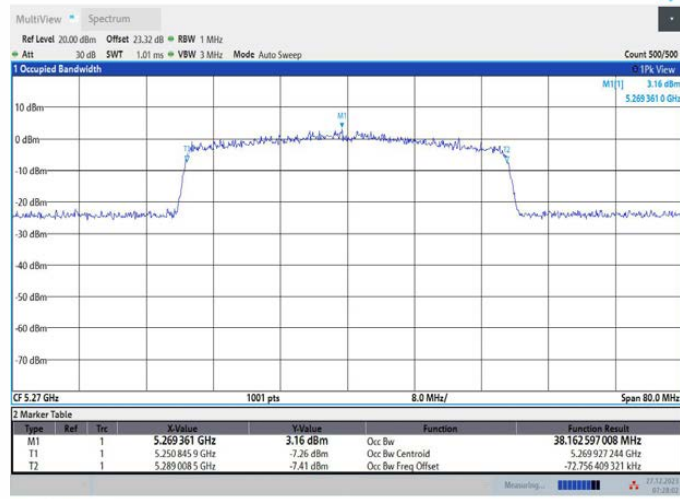 MultiView Spectrum
Ref Level 20.00 dBm Offset 23.32 dB RBW 1 MHz
Att 30 dB SWT 1.01 ms VBW 3 MHz Mode Auto Sweep Count 500/500
1 Occupied Bandwidth 1Pk View
M1[1] 3.16 dBm
5.269 361 0 GHz
10 dBm
M1
0 dBm
T1
T2
-10 dBm
-20 dBm
-30 dBm
-40 dBm
-50 dBm
-60 dBm
-70 dBm
CF 5.27 GHz 1001 pts 8.0 MHz/ Span 80.0 MHz
2 Marker Table
Type Ref Trc X-Value Y-Value Function Function Result
M1 1 5.269 361 GHz 3.16 dBm Occ Bw 38.162 597 008 MHz
T1 1 5.250 845 9 GHz -7.26 dBm Occ Bw Centroid 5.269 927 244 GHz
T2 1 5.289 008 5 GHz -7.41 dBm Occ Bw Freq Offset -72.756 409 321 kHz
Measuring... 27.12.2023
01:28:02